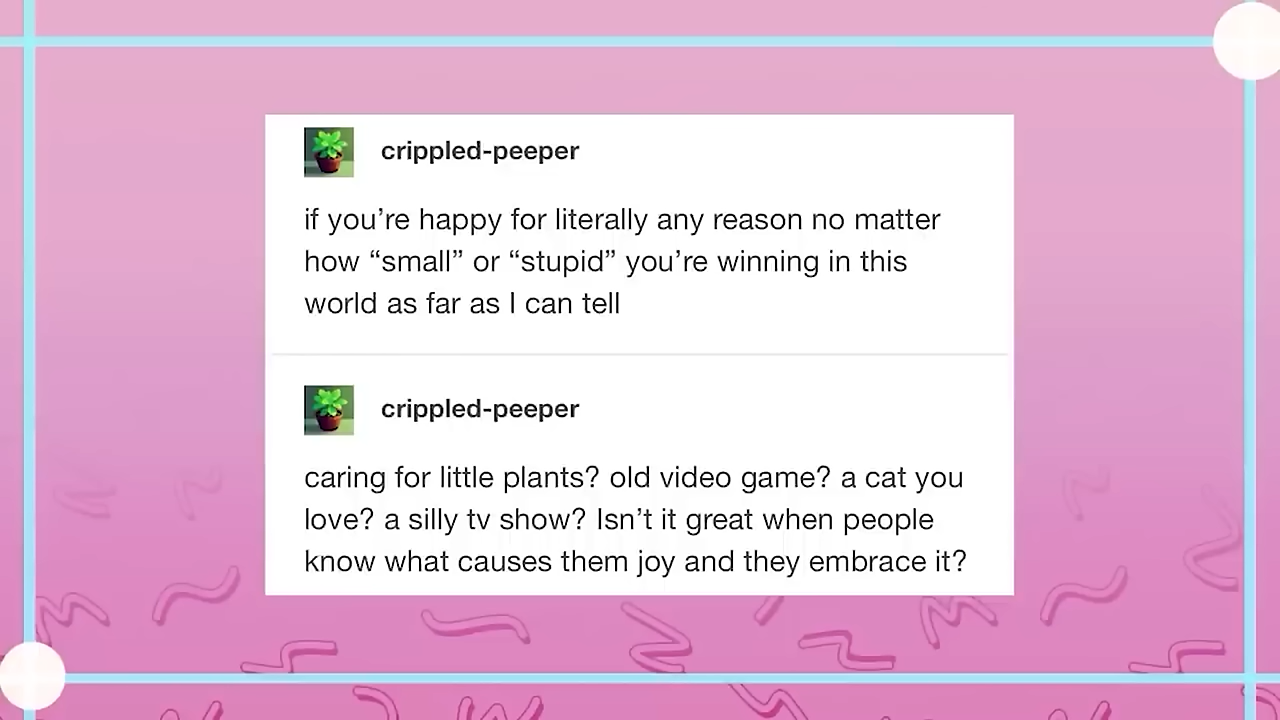 crippled-peeper
if you’re happy for literally any reason no matter
how “small” or “stupid” you’re winning in this
world as far as I can tell
crippled-peeper
caring for little plants? old video game? a cat you
love? a silly tv show? Isn’t it great when people
know what causes them joy and they embrace it?